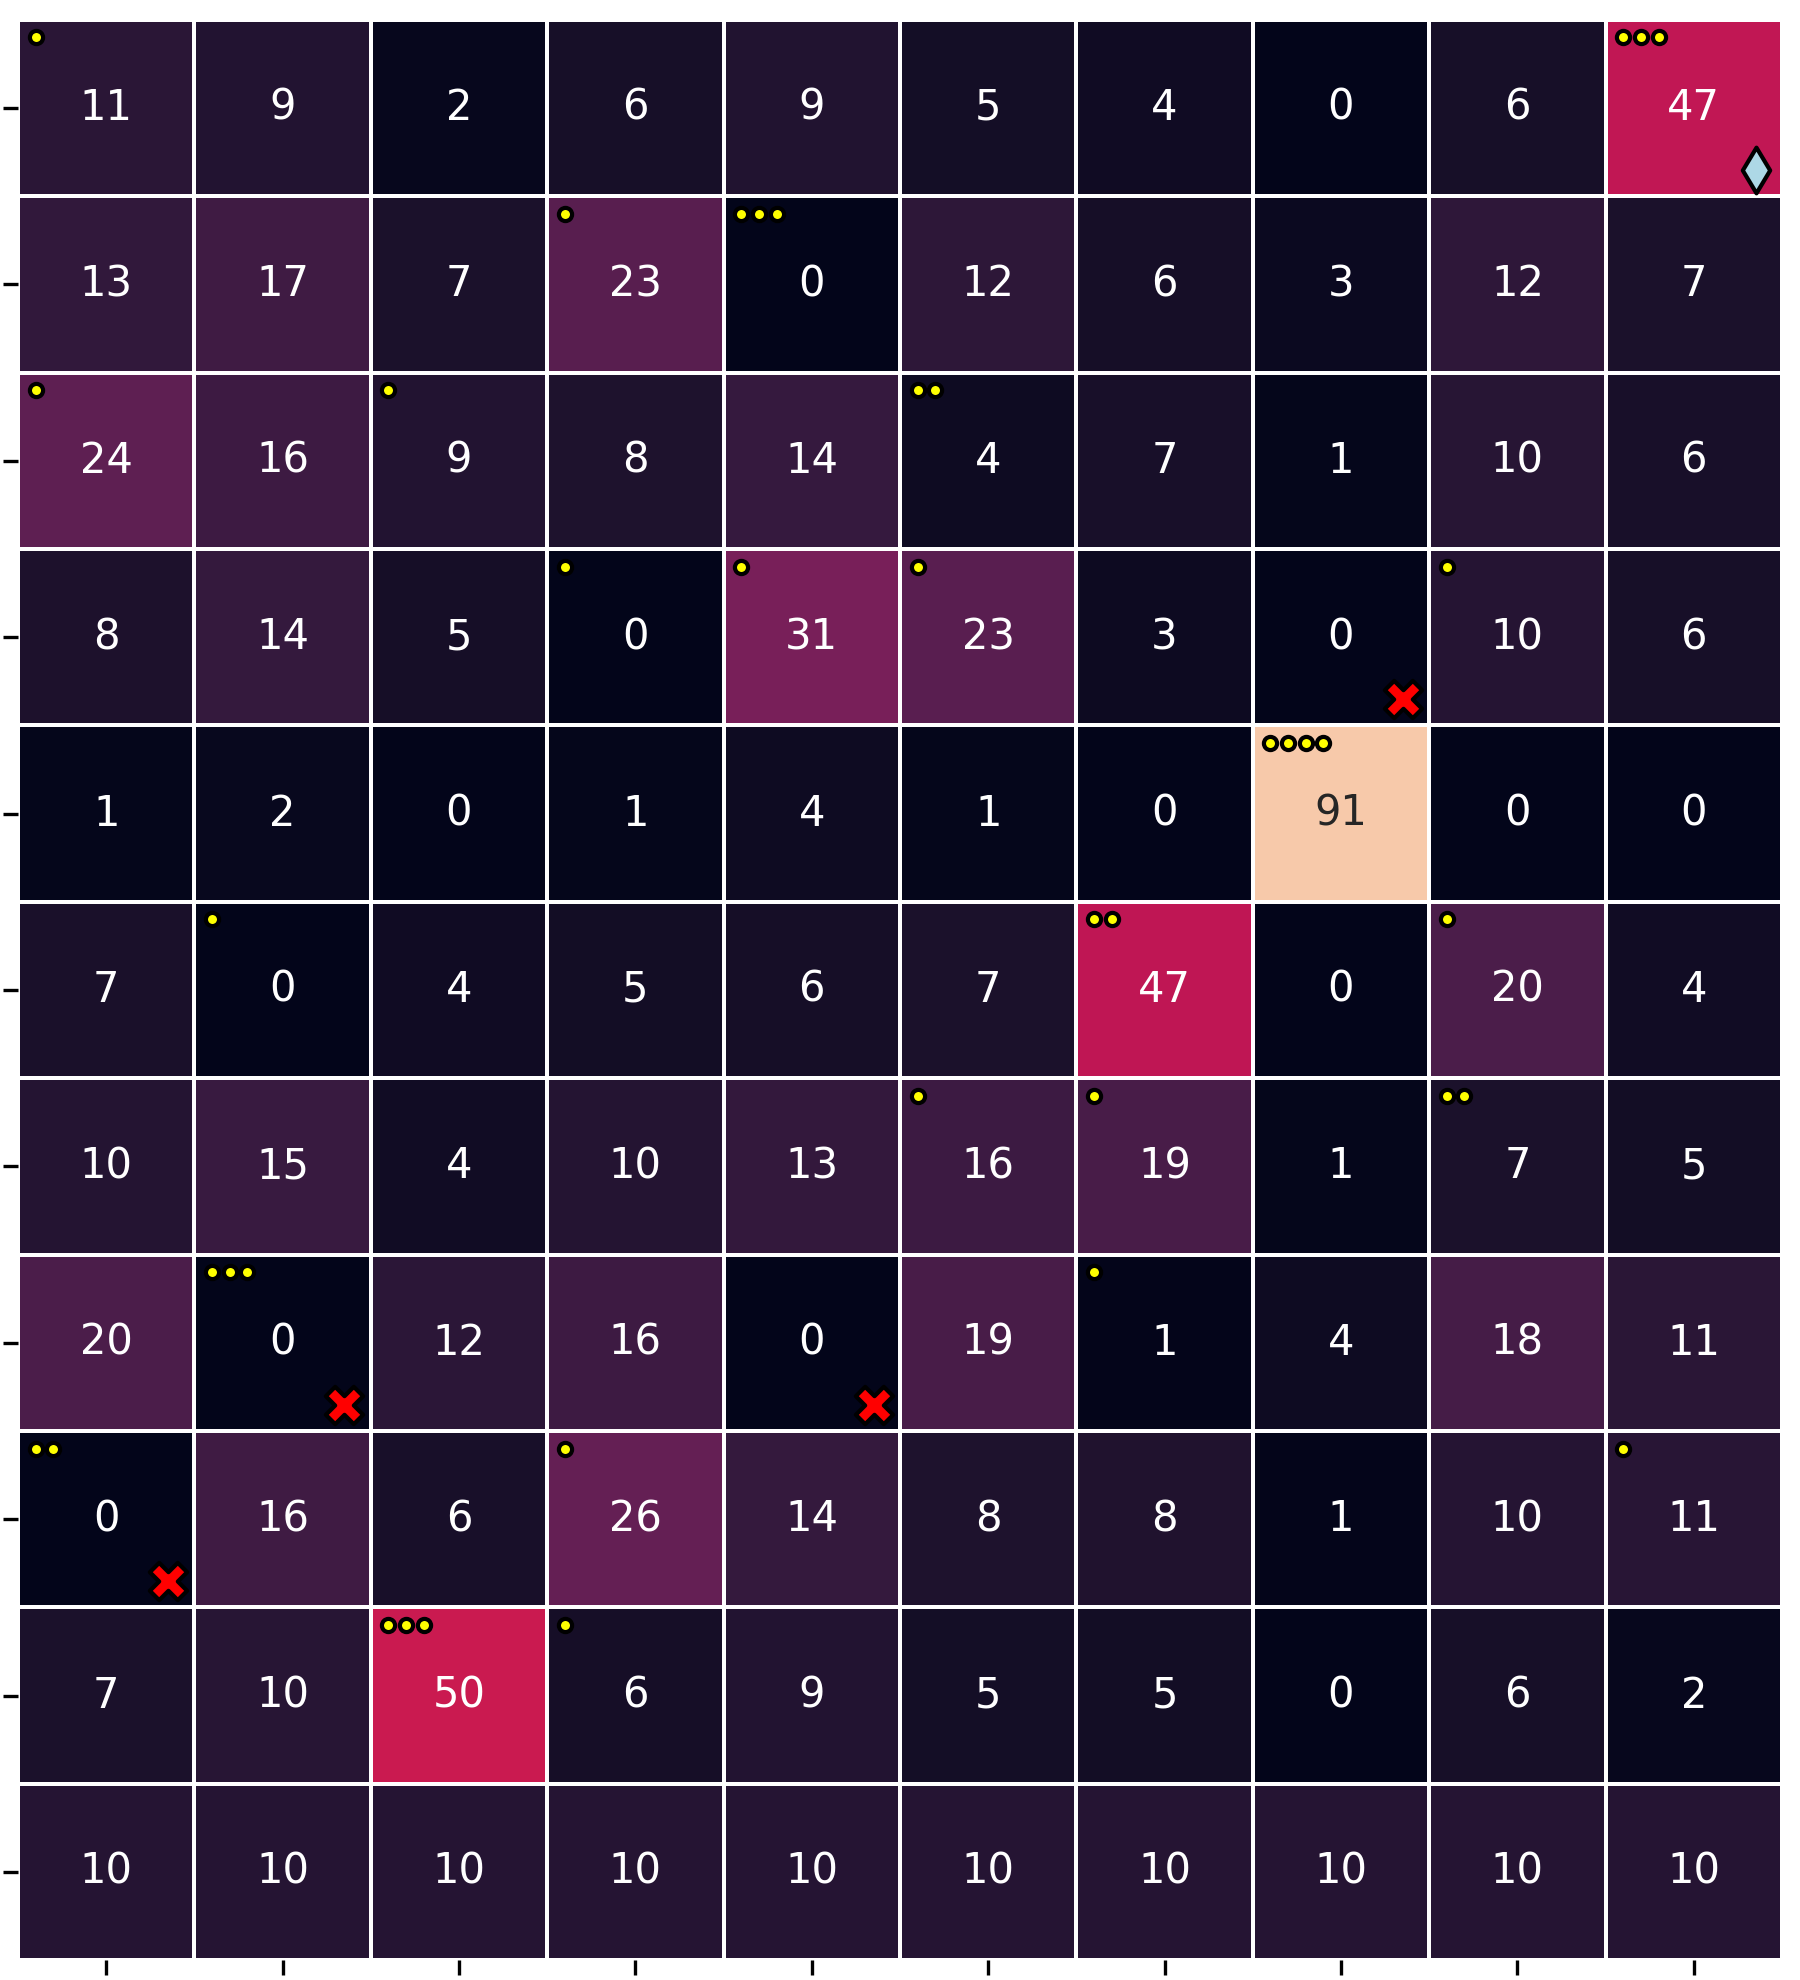 11 9 2 6 9 5 4 0 6 47
13 17 7 23 0 12 6 3 12 7
24 16 9 8 14 4 7 1 10 6
8 14 5 0 31 23 3 0 10 6
1 2 0 1 4 1 0 91 0 0
7 0 4 5 6 7 47 0 20 4
10 15 4 10 13 16 19 1 7 5
20 0 12 16 0 19 1 4 18 11
0 16 6 26 14 8 8 1 10 11
7 10 50 6 9 5 5 0 6 2
10 10 10 10 10 10 10 10 10 10